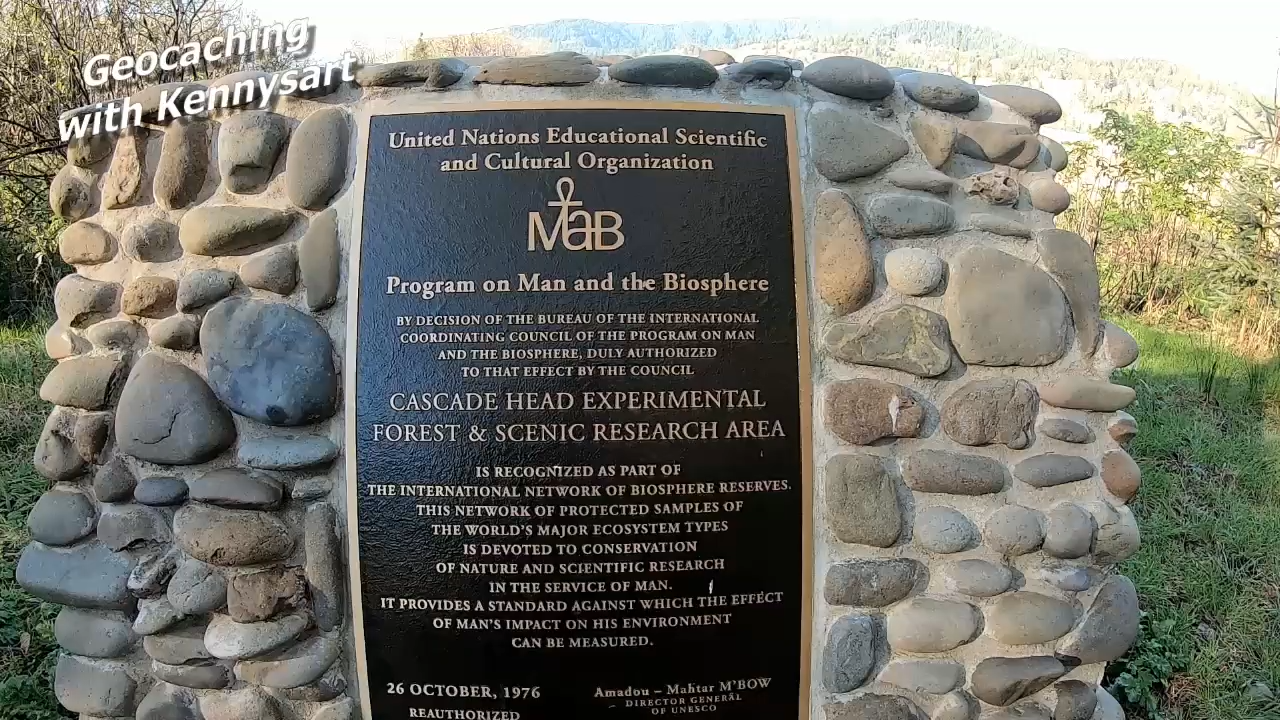 Geocaching
with Kennysart
United Nations Educational Scientific
and Cultural Organization
MaB
Program on Man and the Biosphere
BY DECISION OF THE BUREAU OF THE INTERNATIONAL
COORDINATING COUNCIL OF THE PROGRAM ON MAN
AND THE BIOSPHERE, DULY AUTHORIZED
TO THAT EFFECT BY THE COUNCIL
CASCADE HEAD EXPERIMENTAL
FOREST & SCENIC RESEARCH AREA
IS RECOGNIZED AS PART OF
THE INTERNATIONAL NETWORK OF BIOSPHERE RESERVES.
THIS NETWORK OF PROTECTED SAMPLES OF
THE WORLD'S MAJOR ECOSYSTEM TYPES
IS DEVOTED TO CONSERVATION
OF NATURE AND SCIENTIFIC RESEARCH
IN THE SERVICE OF MAN.
IT PROVIDES A STANDARD AGAINST WHICH THE EFFECT
OF MAN'S IMPACT ON HIS ENVIRONMENT
CAN BE MEASURED.
26 OCTOBER, 1976
REAUTHORIZED
Amadou – Mahtar M'BOW
DIRECTOR GENERAL
OF UNESCO